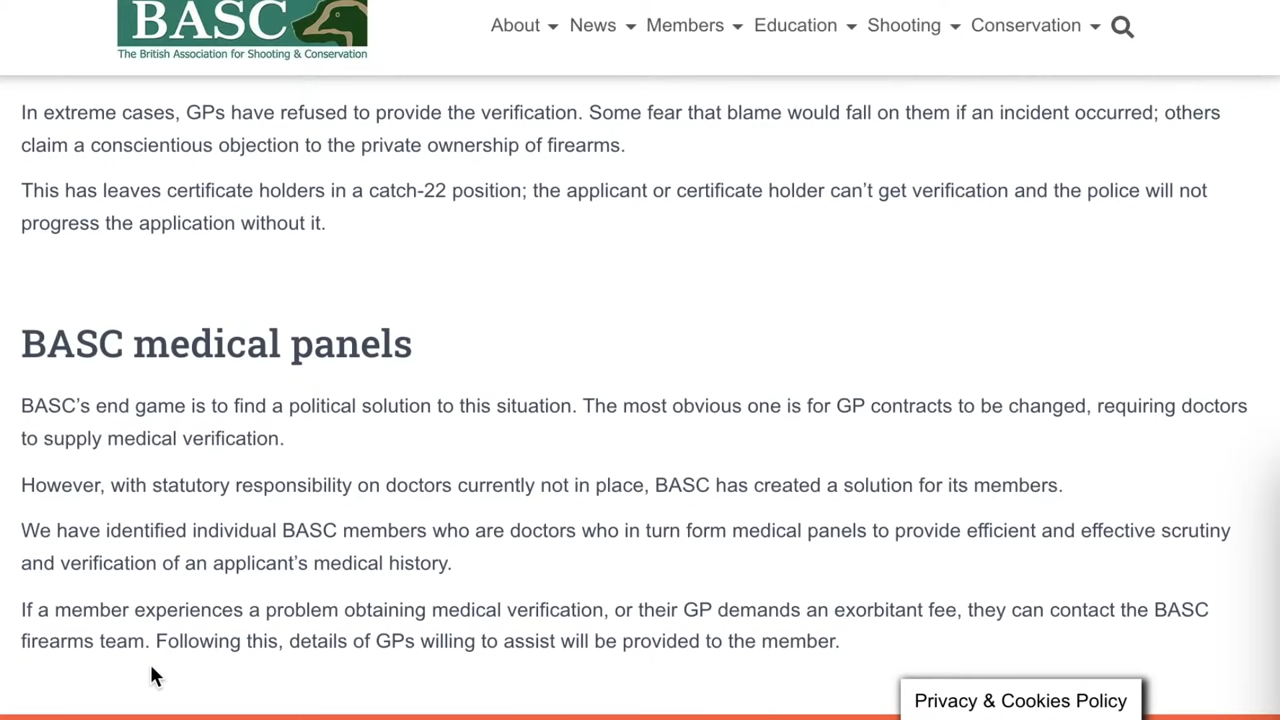 BASC
The British Association for Shooting & Conservation
About News Members Education Shooting Conservation
In extreme cases, GPs have refused to provide the verification. Some fear that blame would fall on them if an incident occurred; others
claim a conscientious objection to the private ownership of firearms.
This has leaves certificate holders in a catch-22 position; the applicant or certificate holder can’t get verification and the police will not
progress the application without it.
BASC medical panels
BASC’s end game is to find a political solution to this situation. The most obvious one is for GP contracts to be changed, requiring doctors
to supply medical verification.
However, with statutory responsibility on doctors currently not in place, BASC has created a solution for its members.
We have identified individual BASC members who are doctors who in turn form medical panels to provide efficient and effective scrutiny
and verification of an applicant’s medical history.
If a member experiences a problem obtaining medical verification, or their GP demands an exorbitant fee, they can contact the BASC
firearms team. Following this, details of GPs willing to assist will be provided to the member.
Privacy & Cookies Policy